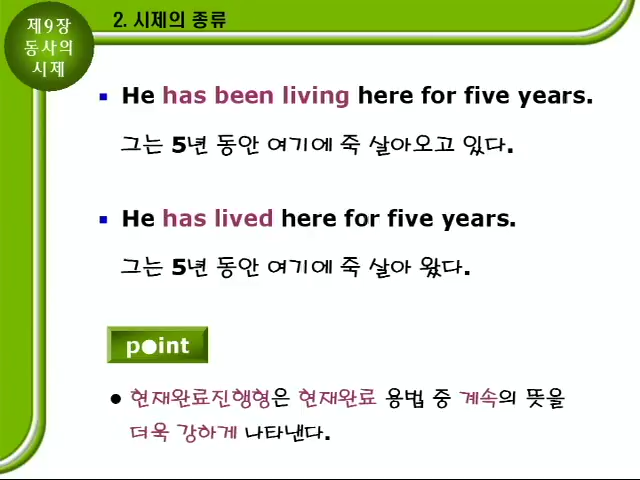 제9장
동사의
시제
2. 시제의 종류
He has been living here for five years.
그는 5년 동안 여기에 죽 살아오고 있다.
He has lived here for five years.
그는 5년 동안 여기에 죽 살아 왔다.
point
현재완료진행형은 현재완료 용법 중 계속의 뜻을
더욱 강하게 나타낸다.